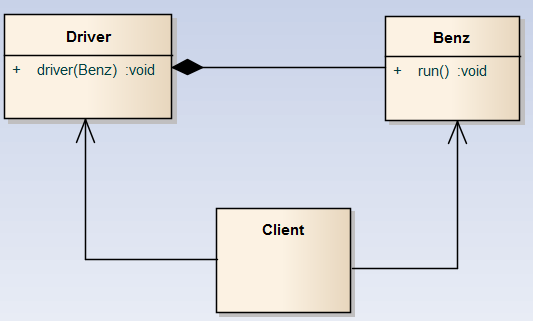 Driver
+ driver(Benz) :void
Benz
+ run() :void
Client